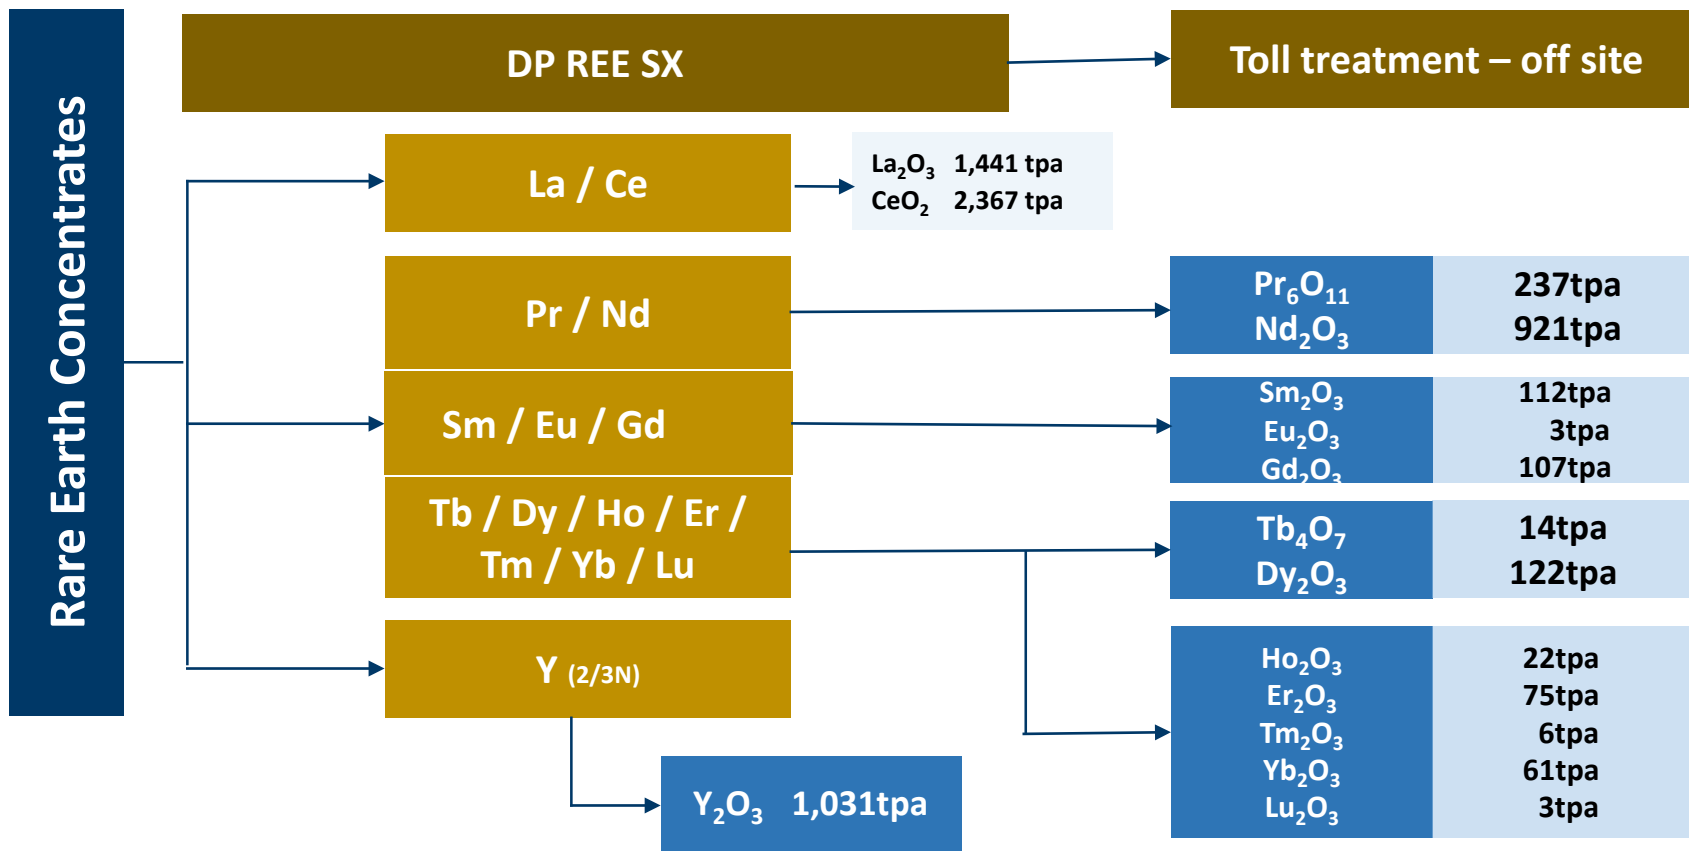 Rare Earth Concentrates
DP REE SX
Toll treatment – off site
La / Ce
La₂O₃ 1,441 tpa
CeO₂ 2,367 tpa
Pr / Nd
Pr₆O₁₁ 237tpa
Nd₂O₃ 921tpa
Sm / Eu / Gd
Sm₂O₃ 112tpa
Eu₂O₃ 3tpa
Gd₂O₃ 107tpa
Tb / Dy / Ho / Er /
Tm / Yb / Lu
Tb₄O₇ 14tpa
Dy₂O₃ 122tpa
Y (2/3N)
Ho₂O₃ 22tpa
Er₂O₃ 75tpa
Tm₂O₃ 6tpa
Yb₂O₃ 61tpa
Lu₂O₃ 3tpa
Y₂O₃ 1,031tpa